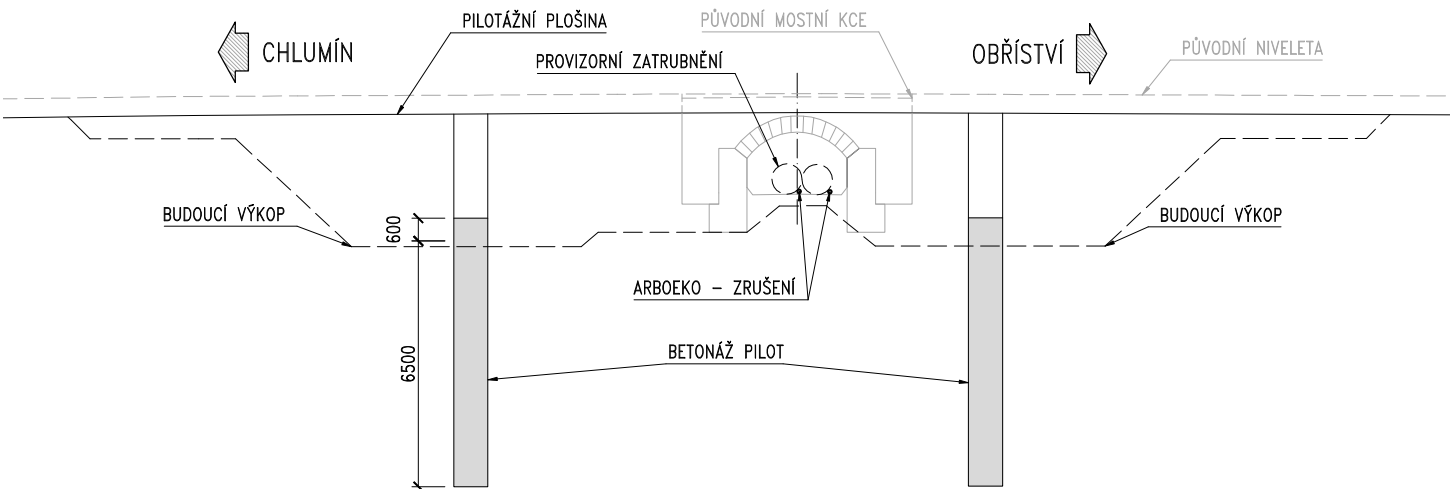 PILOTÁŽNÍ PLOŠINA
PŮVODNÍ MOSTNÍ KCE
CHLUMÍN
OBŘÍSTVÍ
PŮVODNÍ NIVELETA
PROVIZORNÍ ZATRUBNĚNÍ
BUDOUCÍ VÝKOP
600
BUDOUCÍ VÝKOP
ARBOEKO – ZRUŠENÍ
6500
BETONÁŽ PILOT